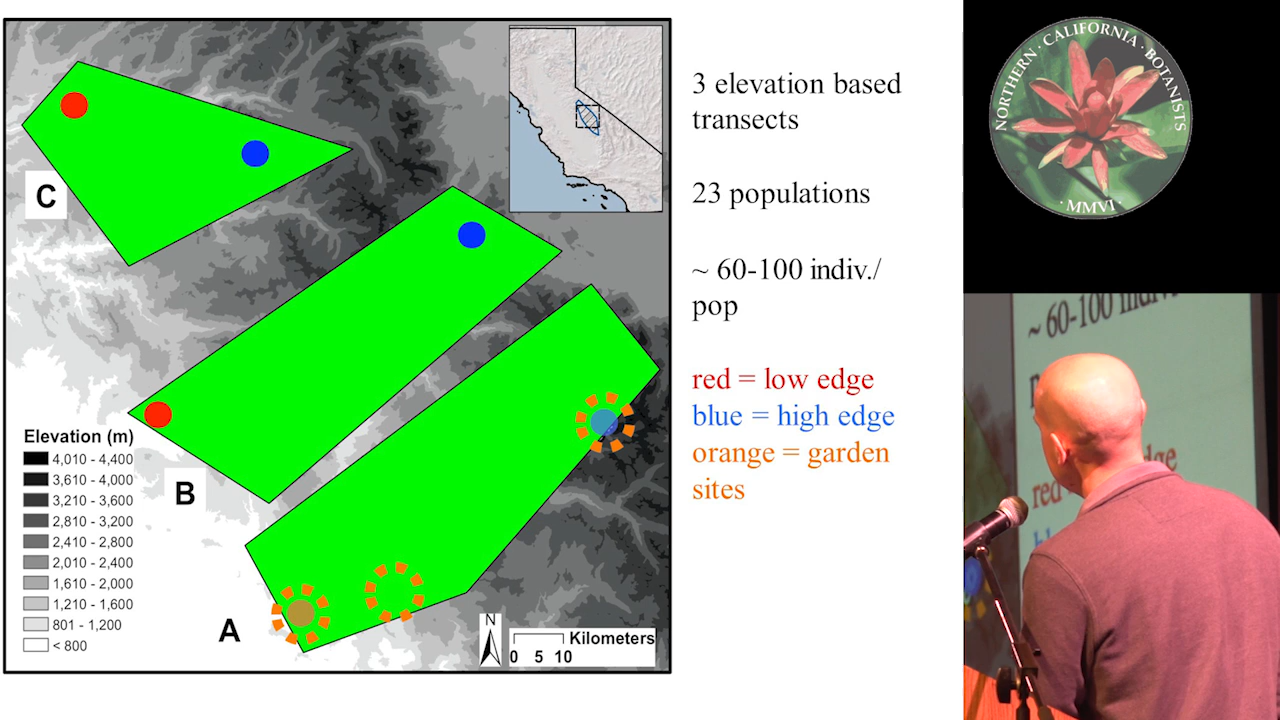 3 elevation based
transects
23 populations
~ 60-100 indiv./
pop
red = low edge
blue = high edge
orange = garden
sites
C
B
A
Elevation (m)
4,010 - 4,400
3,610 - 4,000
3,210 - 3,600
2,810 - 3,200
2,410 - 2,800
2,010 - 2,400
1,610 - 2,000
1,210 - 1,600
801 - 1,200
< 800
N
Kilometers
0 5 10
NORTHERN · CALIFORNIA · BOTANISTS
· MMVI ·
~ 60-100 indiv.
red